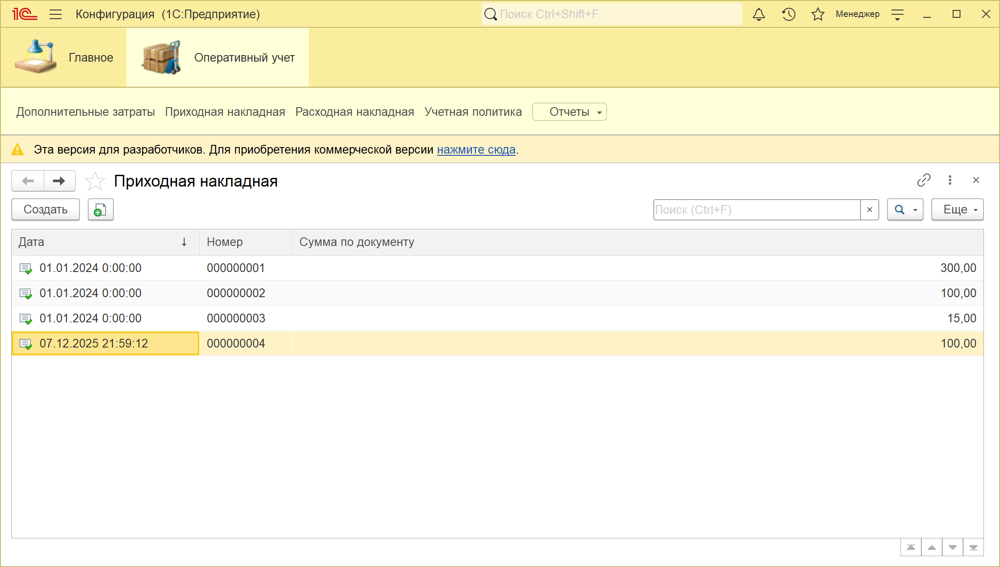 1С Конфигурация (1С:Предприятие) Поиск Ctrl+Shift+F Менеджер
Главное Оперативный учет
Дополнительные затраты Приходная накладная Расходная накладная Учетная политика Отчеты
Эта версия для разработчиков. Для приобретения коммерческой версии нажмите сюда.
Приходная накладная
Создать Поиск (Ctrl+F) Еще
Дата Номер Сумма по документу
01.01.2024 0:00:00 000000001 300,00
01.01.2024 0:00:00 000000002 100,00
01.01.2024 0:00:00 000000003 15,00
07.12.2025 21:59:12 000000004 100,00